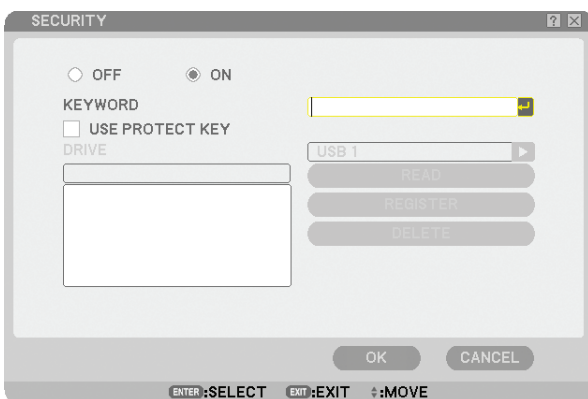 SECURITY
OFF ON
KEYWORD
USE PROTECT KEY
DRIVE USB 1
READ
REGISTER
DELETE
OK CANCEL
ENTER :SELECT EXIT :EXIT :MOVE